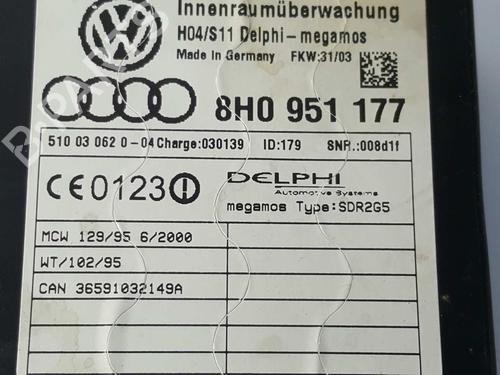 Innenraumüberwachung
H04/S11 Delphi-megamos
Made in Germany FKW:31/03
8H0 951 177
510 03 062 0-04 Charge:030139 ID:179 SNR.:008d1f
CE0123
DELPHI
Automotive Systems
megamos Type:SDR2G5
MCW 129/95 6/2000
WT/102/95
CAN 36591032149A